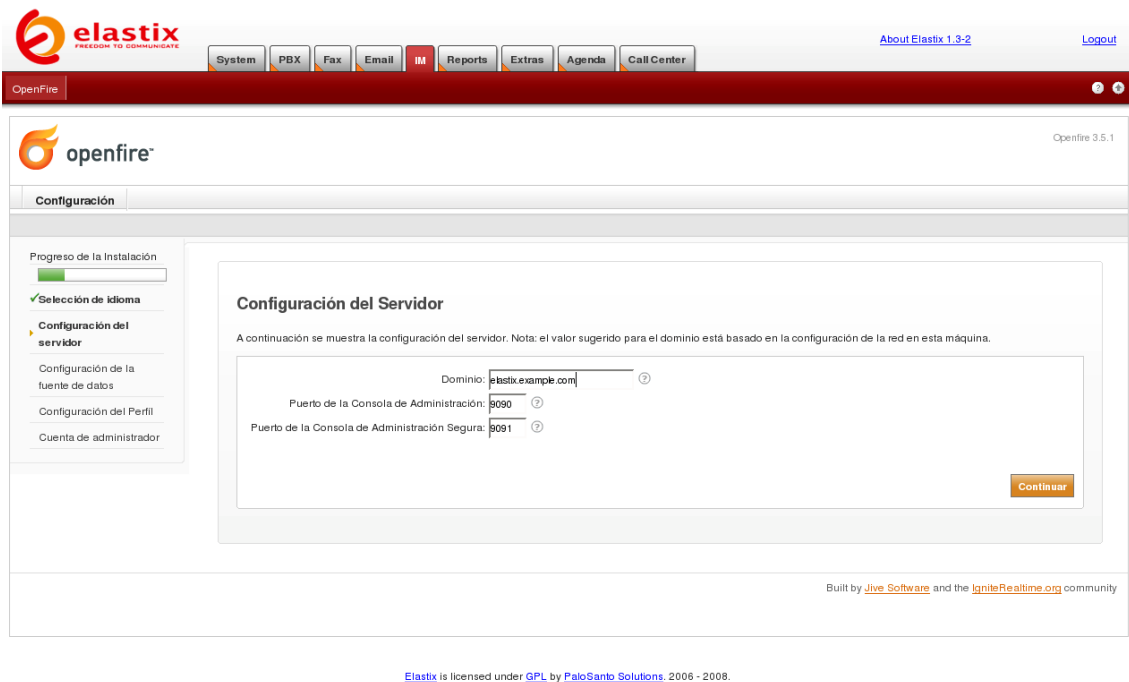 elastix
FREEDOM TO COMMUNICATE
About Elastix 1.3-2
Logout
System PBX Fax Email IM Reports Extras Agenda Call Center
OpenFire
openfire™
Openfire 3.5.1
Configuración
Progreso de la Instalación
Selección de idioma
Configuración del
servidor
Configuración de la
fuente de datos
Configuración del Perfil
Cuenta de administrador
Configuración del Servidor
A continuación se muestra la configuración del servidor. Nota: el valor sugerido para el dominio está basado en la configuración de la red en esta máquina.
Dominio: elastix.example.com
Puerto de la Consola de Administración: 9090
Puerto de la Consola de Administración Segura: 9091
Continuar
Built by Jive Software and the IgniteRealtime.org community
Elastix is licensed under GPL by PaloSanto Solutions. 2006 - 2008.